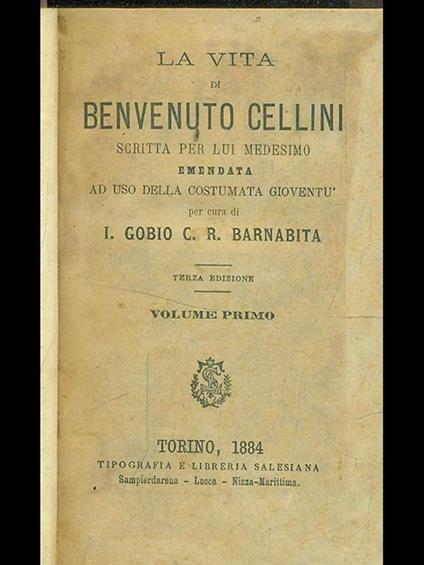 LA VITA
DI
BENVENUTO CELLINI
SCRITTA PER LUI MEDESIMO
EMENDATA
AD USO DELLA COSTUMATA GIOVENTU'
per cura di
I. GOBIO C. R. BARNABITA
TERZA EDIZIONE
VOLUME PRIMO
TORINO, 1884
TIPOGRAFIA E LIBRERIA SALESIANA
Sampierdarena - Lucca - Nizza-Marittima.